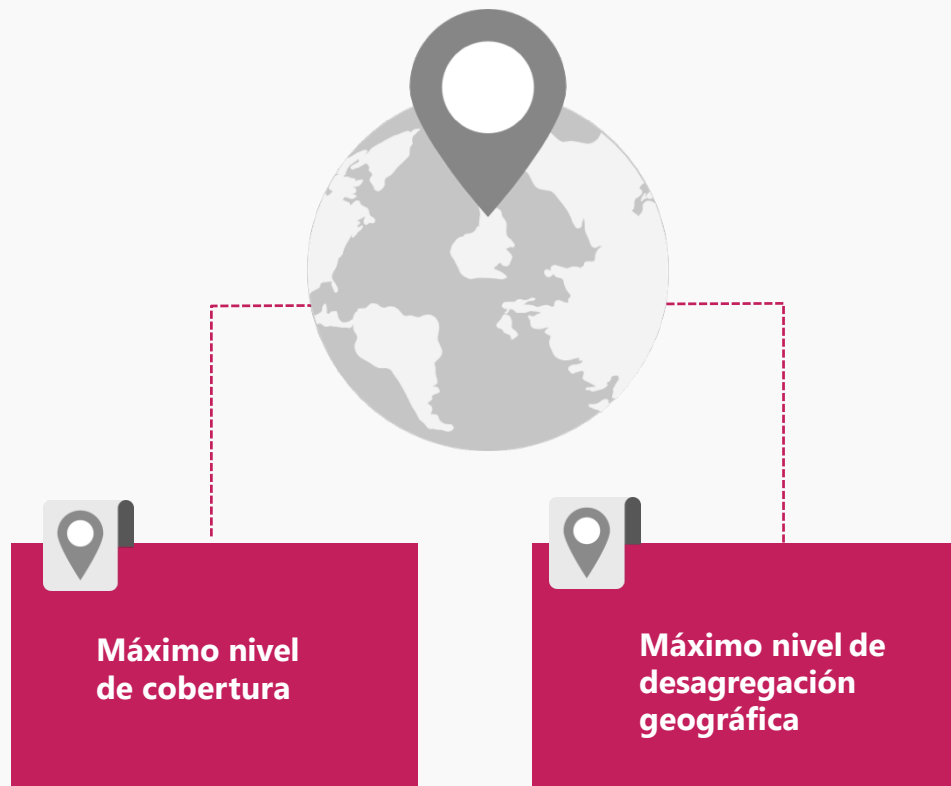 Máximo nivel
de cobertura
Máximo nivel de
desagregación
geográfica